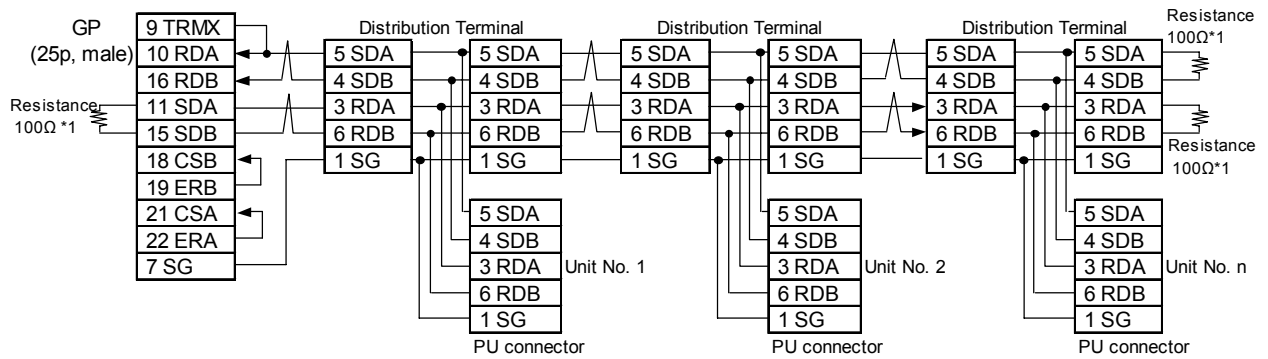 GP
(25p, male)
9 TRMX
10 RDA
16 RDB
11 SDA
15 SDB
18 CSB
19 ERB
21 CSA
22 ERA
7 SG
Resistance
100Ω *1
Distribution Terminal
5 SDA
4 SDB
3 RDA
6 RDB
1 SG
5 SDA
4 SDB
3 RDA
6 RDB
1 SG
5 SDA
4 SDB
3 RDA
6 RDB
1 SG
Unit No. 1
PU connector
Distribution Terminal
5 SDA
4 SDB
3 RDA
6 RDB
1 SG
5 SDA
4 SDB
3 RDA
6 RDB
1 SG
5 SDA
4 SDB
3 RDA
6 RDB
1 SG
Unit No. 2
PU connector
Distribution Terminal
5 SDA
4 SDB
3 RDA
6 RDB
1 SG
5 SDA
4 SDB
3 RDA
6 RDB
1 SG
Resistance
100Ω*1
Resistance
100Ω*1
5 SDA
4 SDB
3 RDA
6 RDB
1 SG
Unit No. n
PU connector